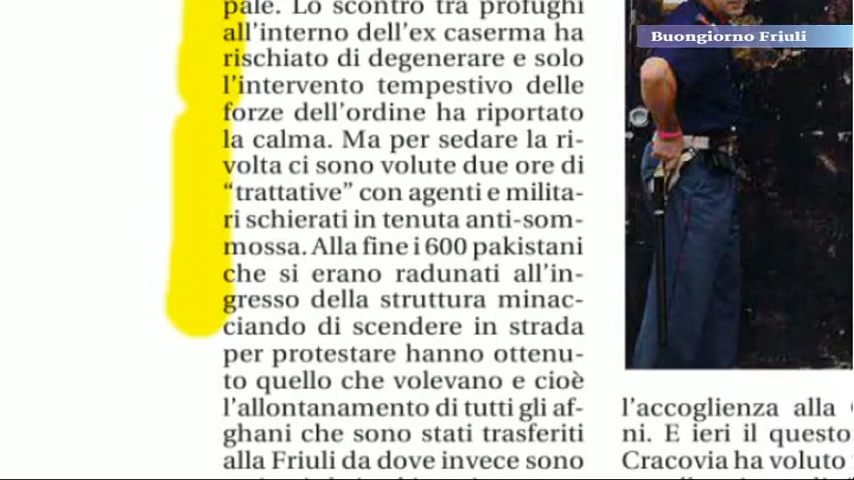 pale. Lo scontro tra profughi
all'interno dell'ex caserma ha
rischiato di degenerare e solo
l'intervento tempestivo delle
forze dell'ordine ha riportato
la calma. Ma per sedare la ri-
volta ci sono volute due ore di
“trattative” con agenti e milita-
ri schierati in tenuta anti-som-
mossa. Alla fine i 600 pakistani
che si erano radunati all'in-
gresso della struttura minac-
ciando di scendere in strada
per protestare hanno ottenu-
to quello che volevano e cioè
l'allontanamento di tutti gli af-
ghani che sono stati trasferiti
alla Friuli da dove invece sono
Buongiorno Friuli
l'accoglienza alla
ni. E ieri il questo
Cracovia ha voluto